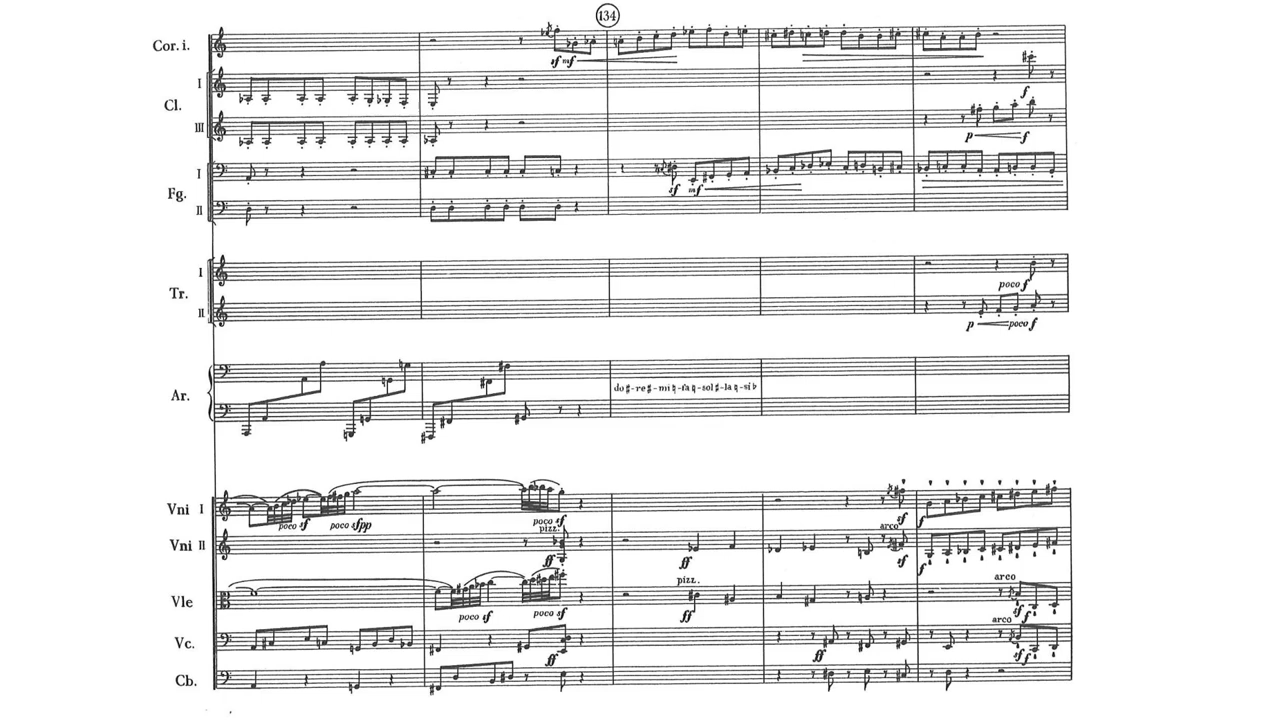 134
Cor. i.
sf mf
I
Cl.
f
III
p f
I
Fg.
sf mf
II
I
Tr.
poco f
II
p poco f
Ar.
do♯-re♯-mi♮-fa♮-sol♯-la♮-si♭
Vni I
poco sf poco sfpp poco sf sf f
pizz. arco
Vni II
ff ff sf f
pizz. arco
Vle
poco sf poco sf ff sf f
arco
Vc.
ff ff sf f
Cb.